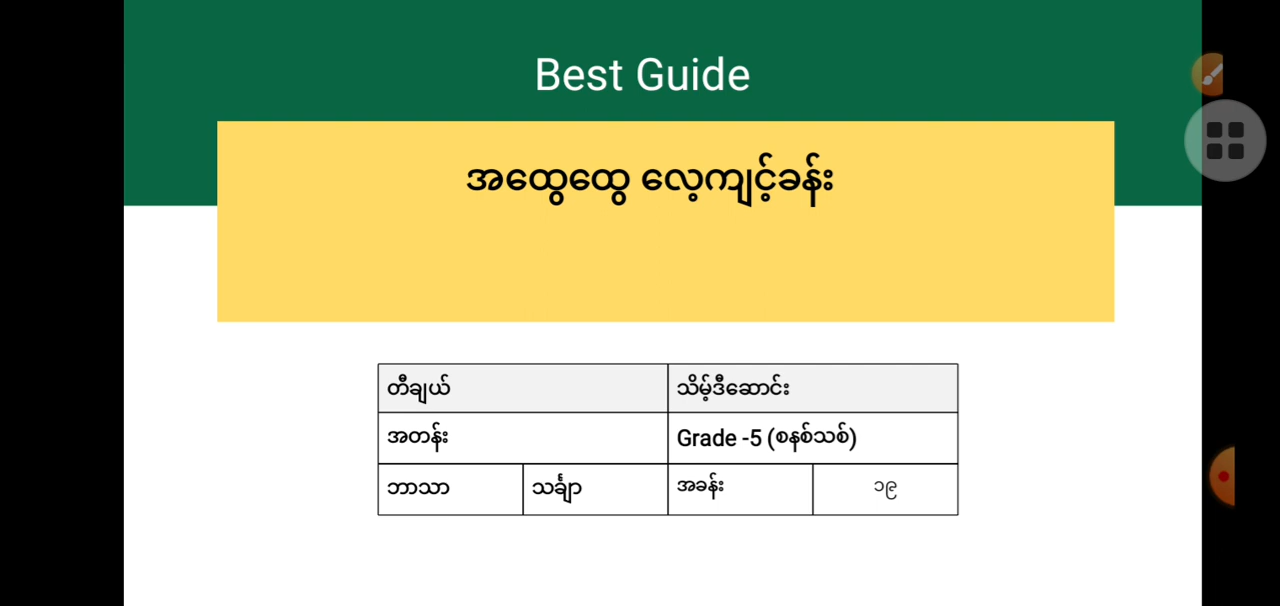 Best Guide
အထွေထွေ လေ့ကျင့်ခန်း
တီချယ် သိမ့်ဒီဆောင်း
အတန်း Grade -5 (စနစ်သစ်)
ဘာသာ သင်္ချာ အခန်း ၁၉